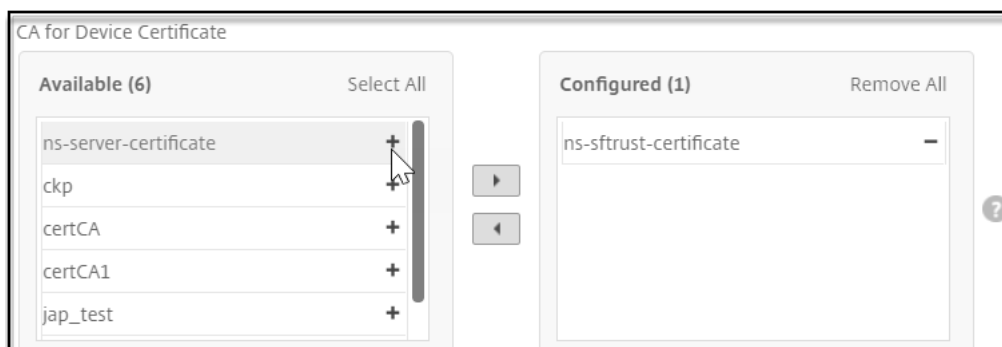 CA for Device Certificate
Available (6) Select All
Configured (1) Remove All
ns-server-certificate +
ns-sftrust-certificate −
ckp +
certCA +
certCA1 +
jap_test +
?